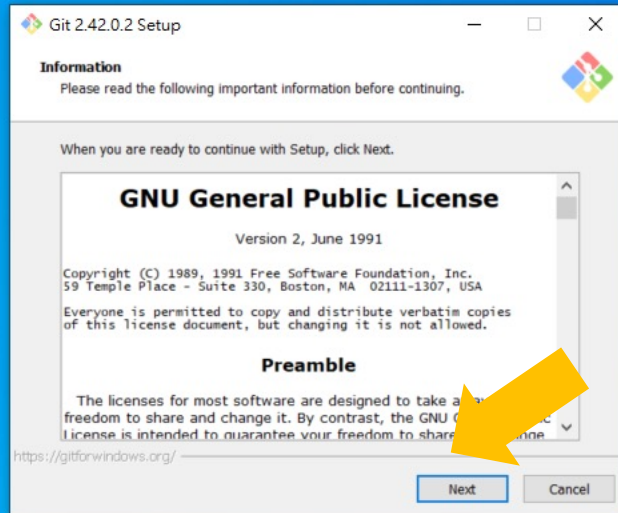 Git 2.42.0.2 Setup
Information
Please read the following important information before continuing.
When you are ready to continue with Setup, click Next.
GNU General Public License
Version 2, June 1991
Copyright (C) 1989, 1991 Free Software Foundation, Inc.
59 Temple Place - Suite 330, Boston, MA 02111-1307, USA
Everyone is permitted to copy and distribute verbatim copies
of this license document, but changing it is not allowed.
Preamble
The licenses for most software are designed to take
freedom to share and change it. By contrast, the GNU
License is intended to guarantee your freedom to share
https://gitforwindows.org/
Next
Cancel